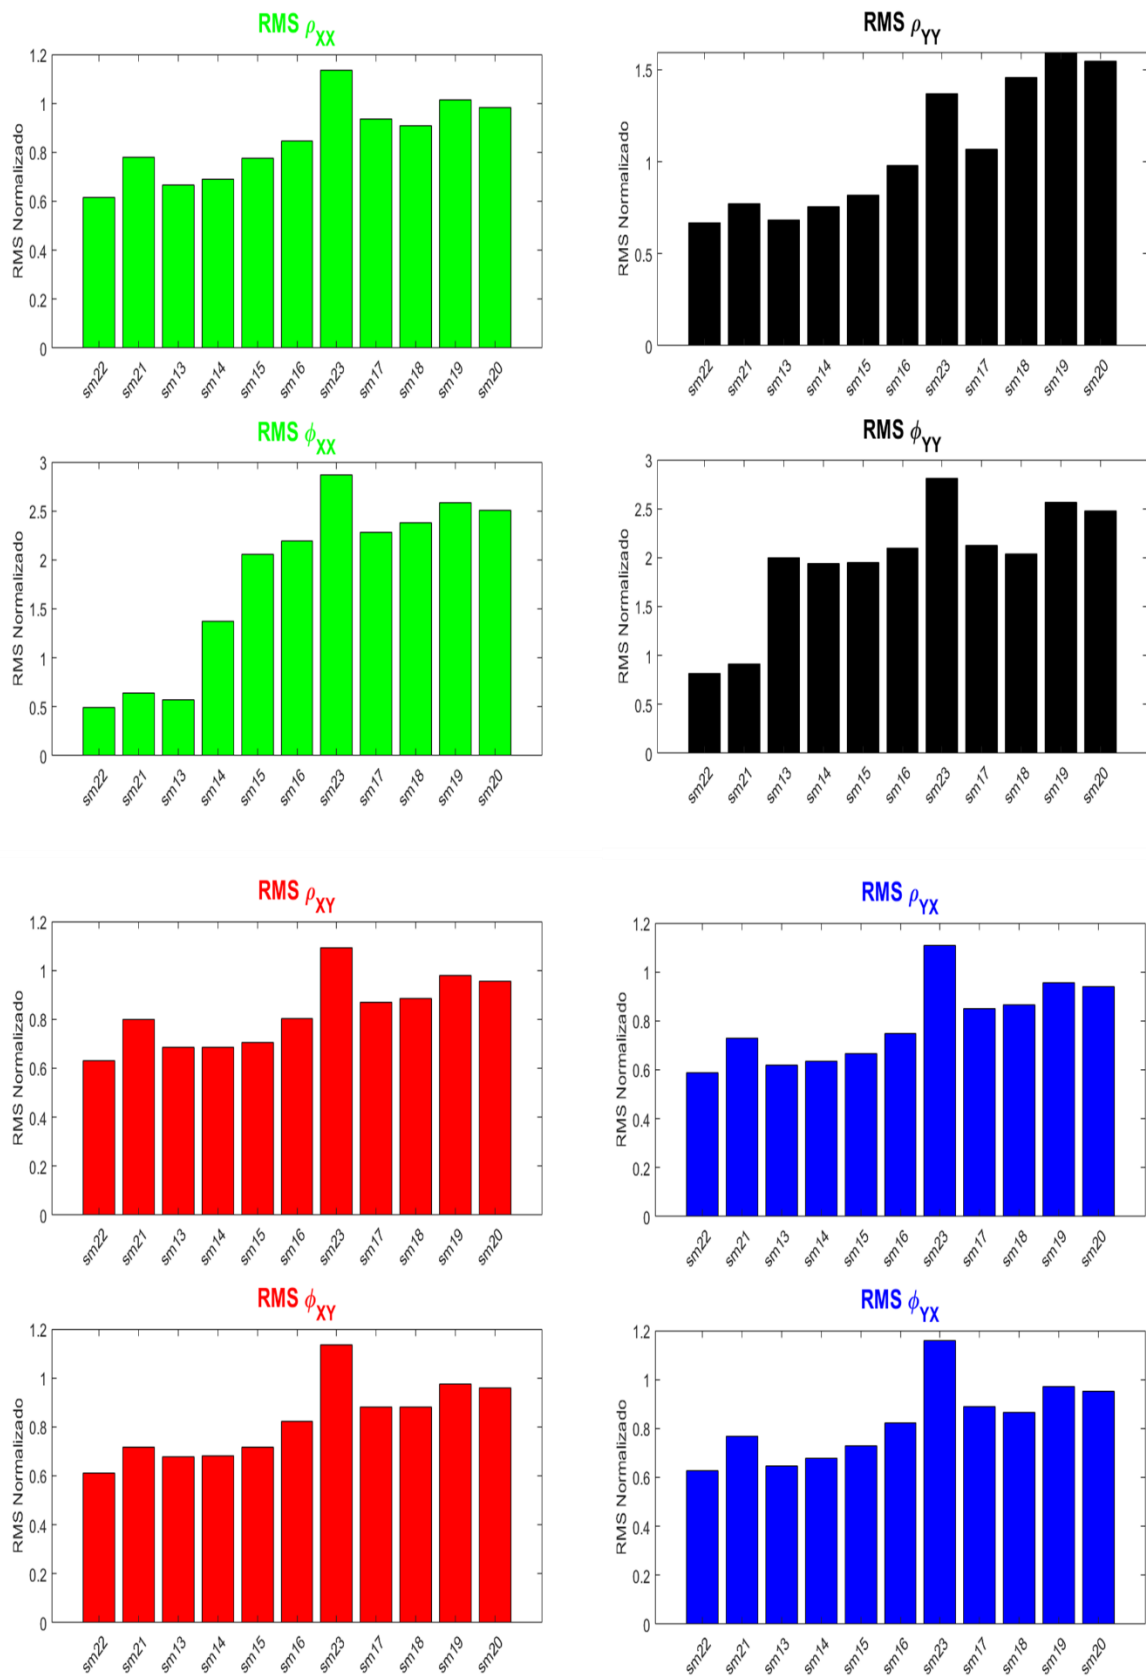 RMS ρXX
RMS Normalizado
1.2
1
0.8
0.6
0.4
0.2
0
sm22 sm21 sm13 sm14 sm15 sm16 sm23 sm17 sm18 sm19 sm20
RMS ρYY
RMS Normalizado
1.5
1
0.5
0
sm22 sm21 sm13 sm14 sm15 sm16 sm23 sm17 sm18 sm19 sm20
RMS ϕXX
RMS Normalizado
3
2.5
2
1.5
1
0.5
0
sm22 sm21 sm13 sm14 sm15 sm16 sm23 sm17 sm18 sm19 sm20
RMS ϕYY
RMS Normalizado
3
2.5
2
1.5
1
0.5
0
sm22 sm21 sm13 sm14 sm15 sm16 sm23 sm17 sm18 sm19 sm20
RMS ρXY
RMS Normalizado
1.2
1
0.8
0.6
0.4
0.2
0
sm22 sm21 sm13 sm14 sm15 sm16 sm23 sm17 sm18 sm19 sm20
RMS ρYX
RMS Normalizado
1.2
1
0.8
0.6
0.4
0.2
0
sm22 sm21 sm13 sm14 sm15 sm16 sm23 sm17 sm18 sm19 sm20
RMS ϕXY
RMS Normalizado
1.2
1
0.8
0.6
0.4
0.2
0
sm22 sm21 sm13 sm14 sm15 sm16 sm23 sm17 sm18 sm19 sm20
RMS ϕYX
RMS Normalizado
1.2
1
0.8
0.6
0.4
0.2
0
sm22 sm21 sm13 sm14 sm15 sm16 sm23 sm17 sm18 sm19 sm20